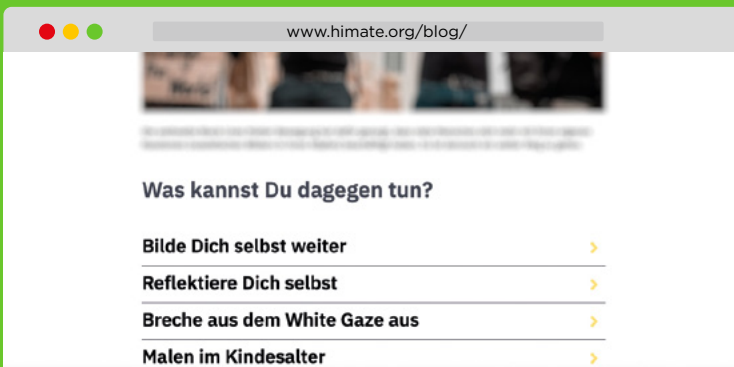 www.himate.org/blog/
Was kannst Du dagegen tun?
Bilde Dich selbst weiter
Reflektiere Dich selbst
Breche aus dem White Gaze aus
Malen im Kindesalter